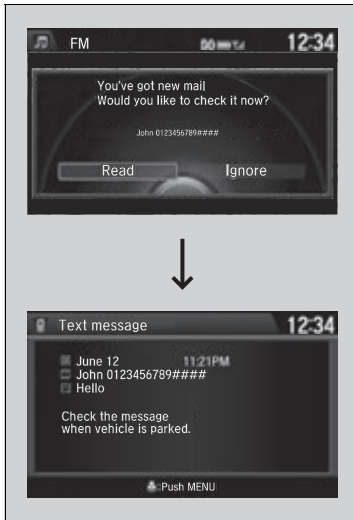 FM
12:34
You've got new mail
Would you like to check it now?
John 0123456789####
Read
Ignore
Text message
12:34
June 12 11:21PM
John 0123456789####
Hello
Check the message
when vehicle is parked.
:Push MENU